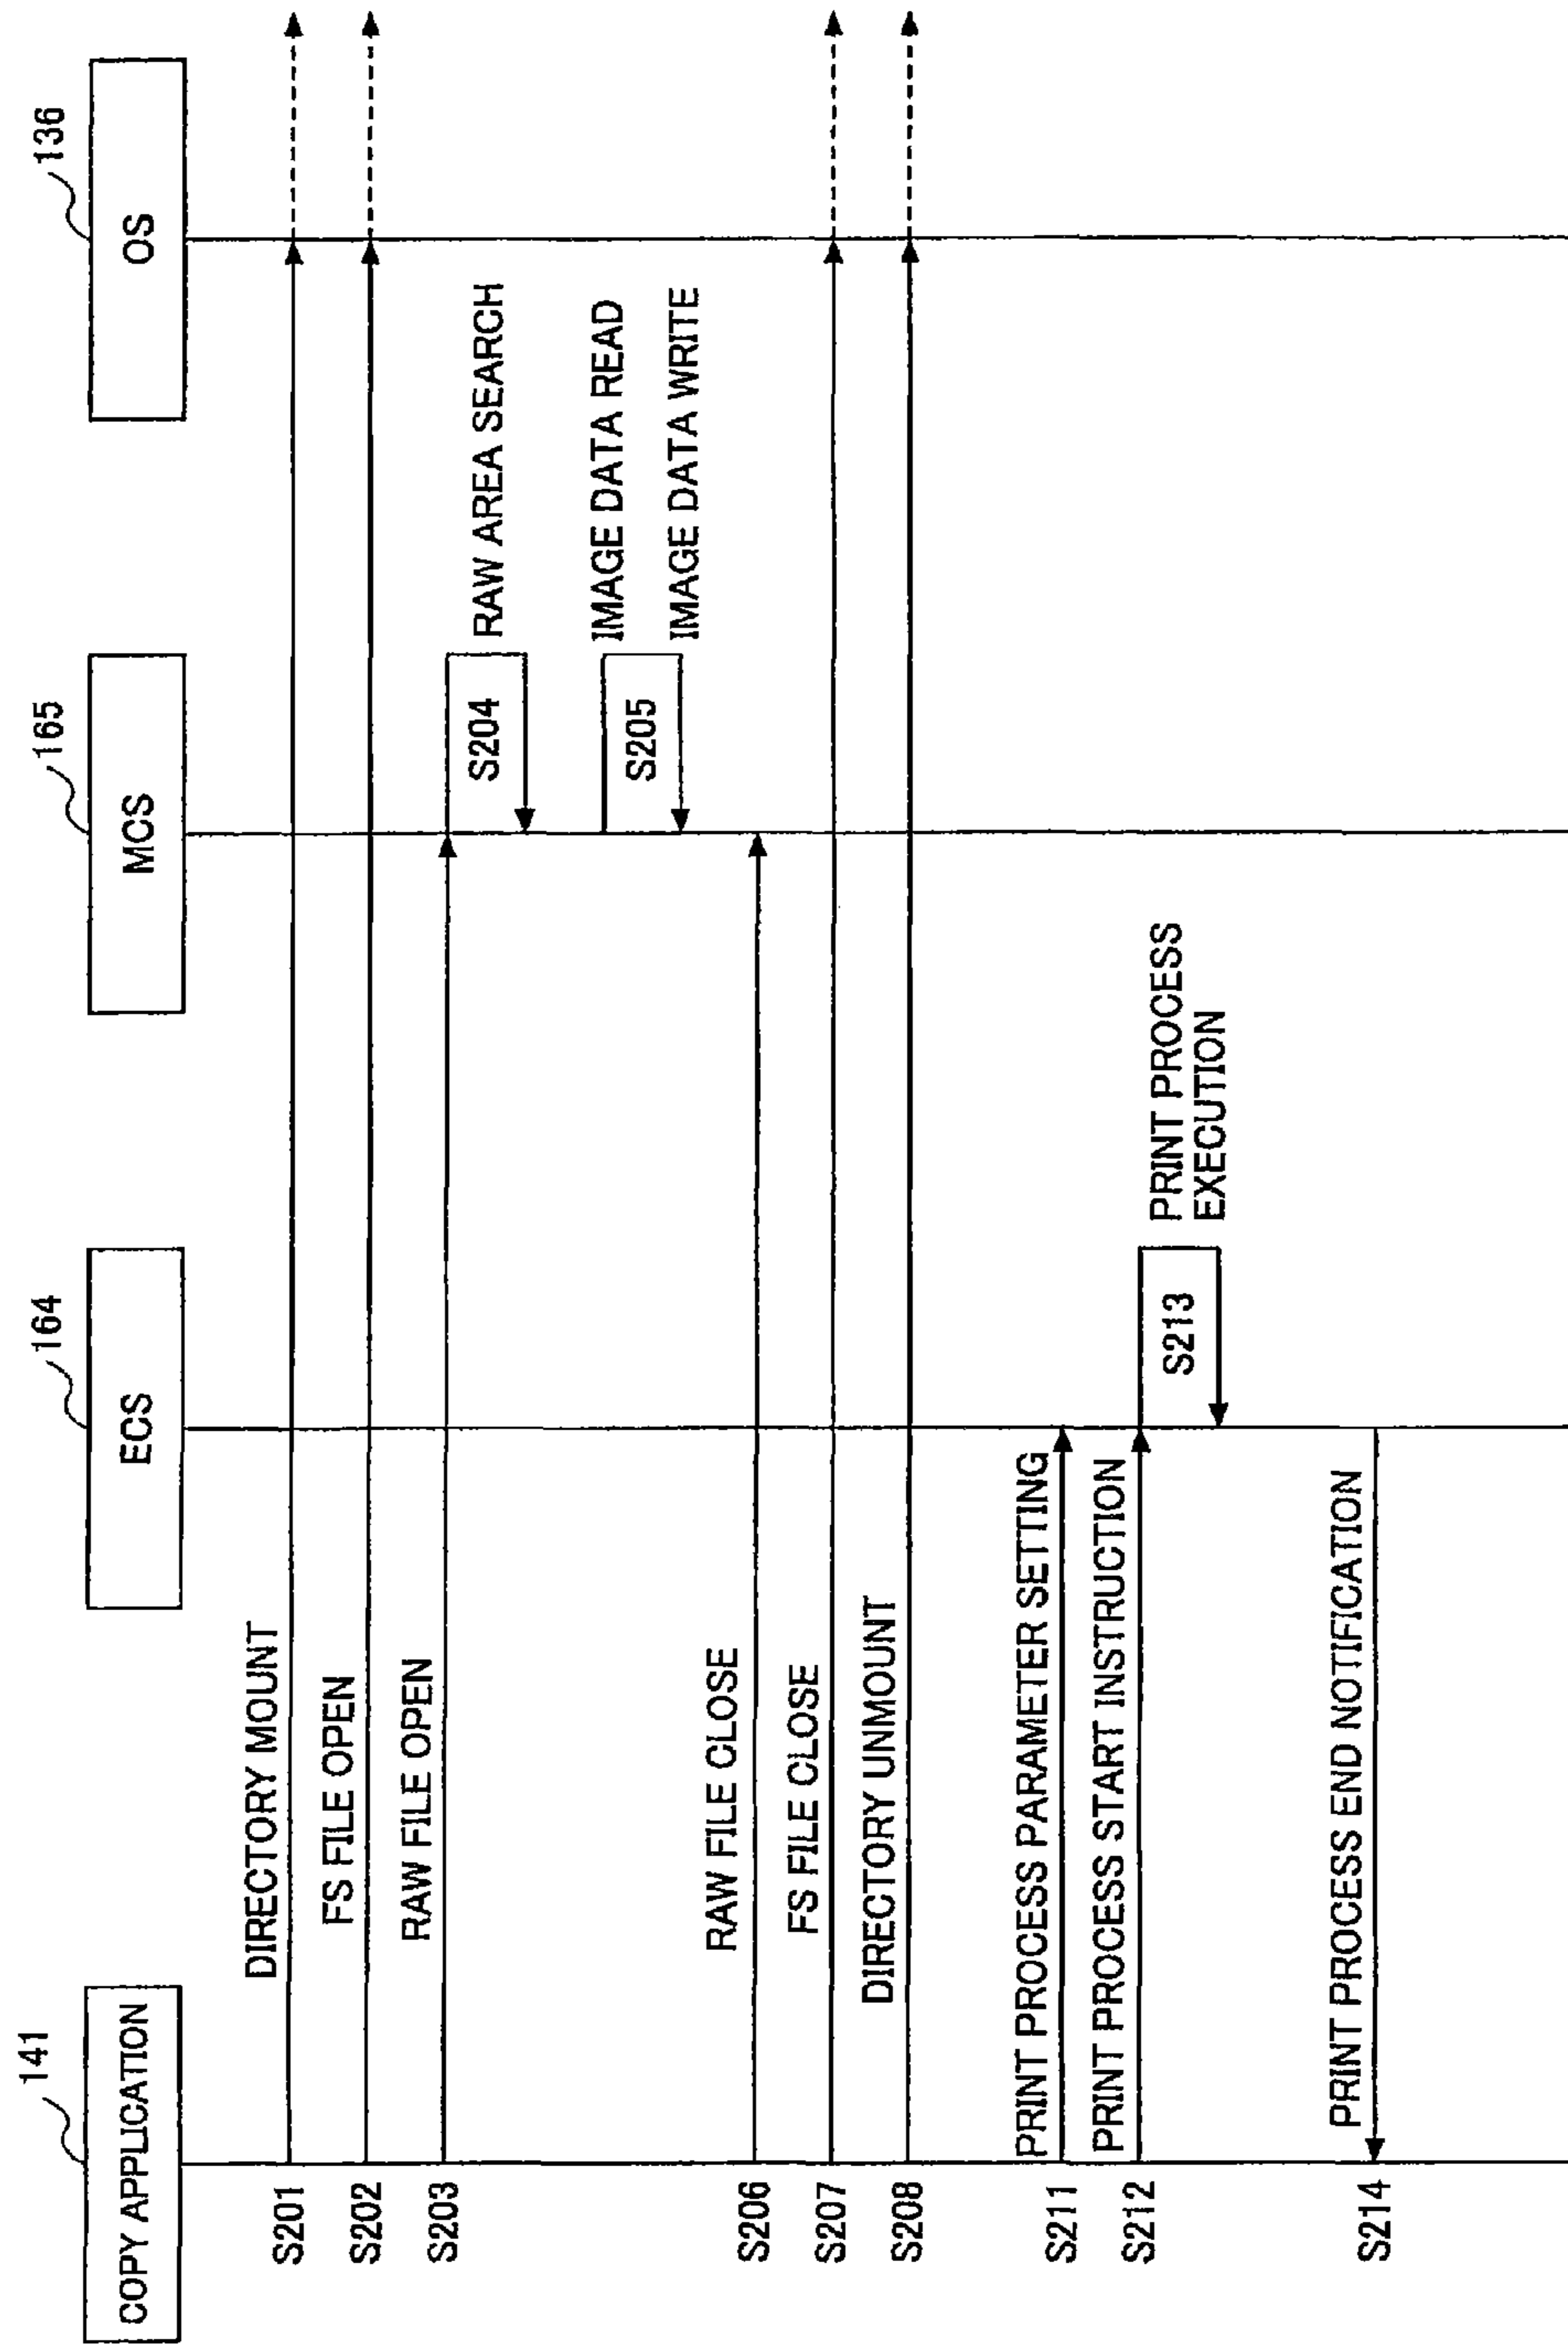 141
COPY APPLICATION
164
ECS
165
MCS
136
OS
S201
DIRECTORY MOUNT
S202
FS FILE OPEN
S203
RAW FILE OPEN
S204
RAW AREA SEARCH
S205
IMAGE DATA READ
IMAGE DATA WRITE
S206
RAW FILE CLOSE
S207
FS FILE CLOSE
S208
DIRECTORY UNMOUNT
S211
PRINT PROCESS PARAMETER SETTING
S212
PRINT PROCESS START INSTRUCTION
S213
PRINT PROCESS
EXECUTION
S214
PRINT PROCESS END NOTIFICATION